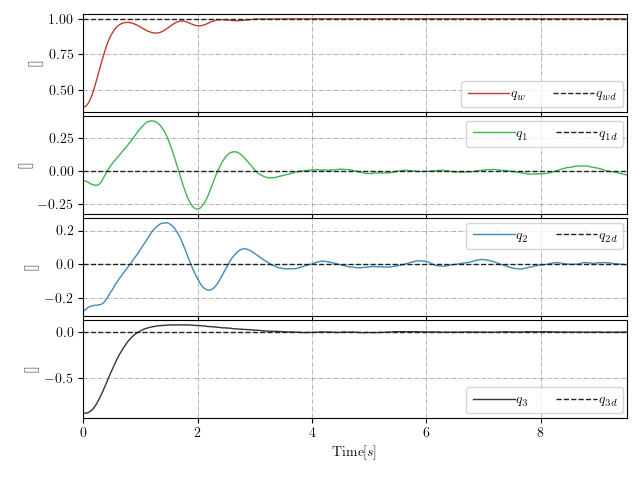 1.00
0.75
0.50
[]
q_w q_{wd}
0.25
0.00
−0.25
[]
q_1 q_{1d}
0.2
0.0
−0.2
[]
q_2 q_{2d}
0.0
−0.5
[]
q_3 q_{3d}
0 2 4 6 8
Time[s]